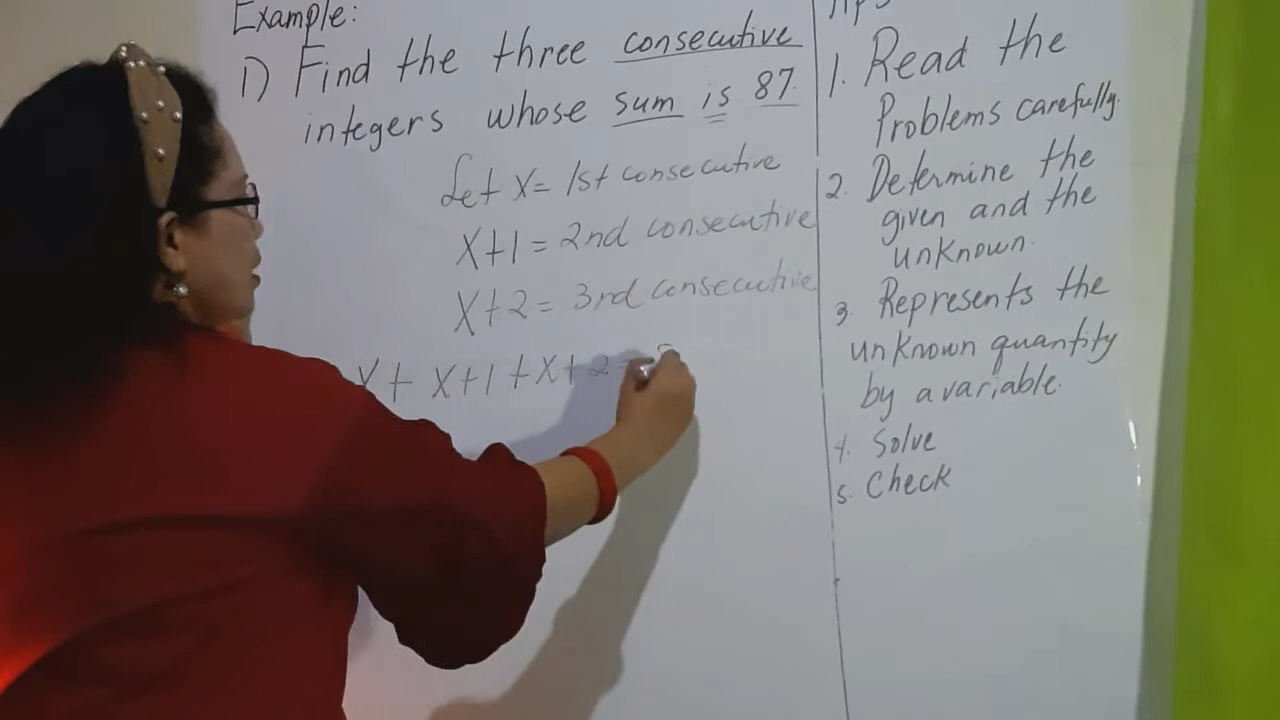 Example:
1) Find the three consecutive
integers whose sum is 87.
Let X = 1st consecutive
X+1 = 2nd consecutive
X+2 = 3rd consecutive
X + X+1 + X+2 =
1. Read the
Problems carefully.
2. Determine the
given and the
unknown.
3. Represents the
unknown quantity
by a variable.
4. Solve
5. Check